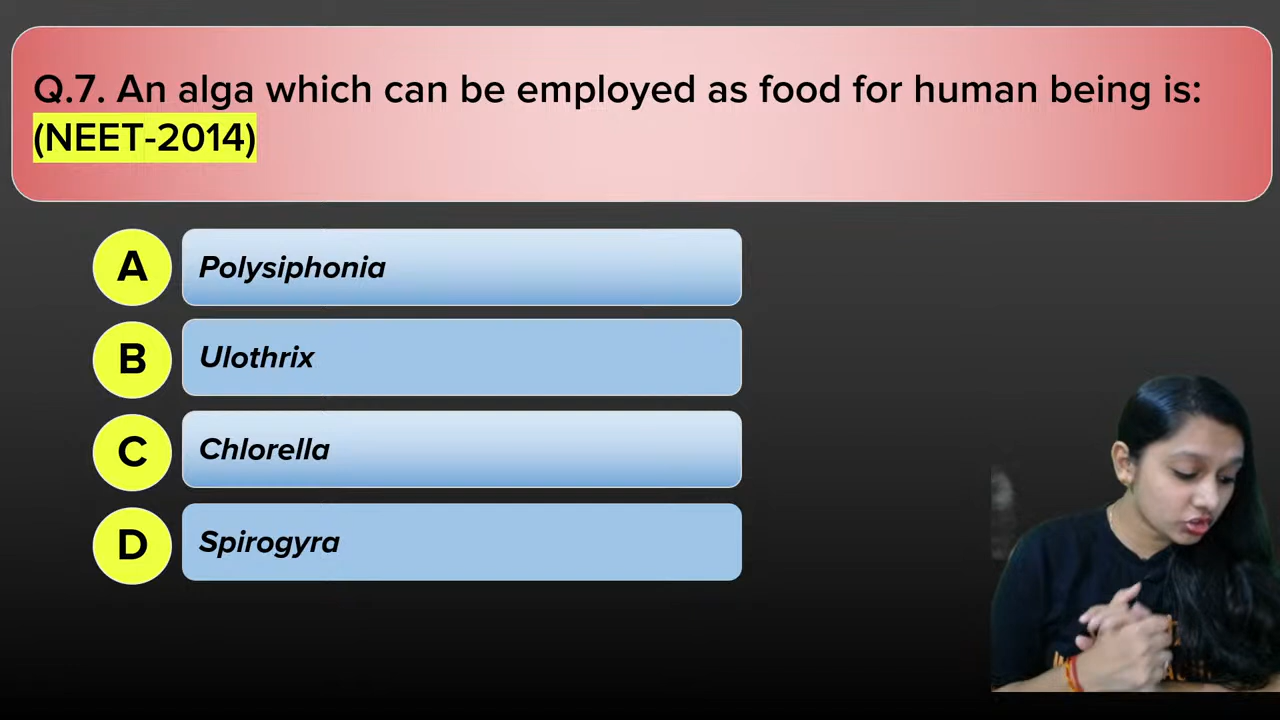 Q.7. An alga which can be employed as food for human being is:
(NEET-2014)
A
Polysiphonia
B
Ulothrix
C
Chlorella
D
Spirogyra